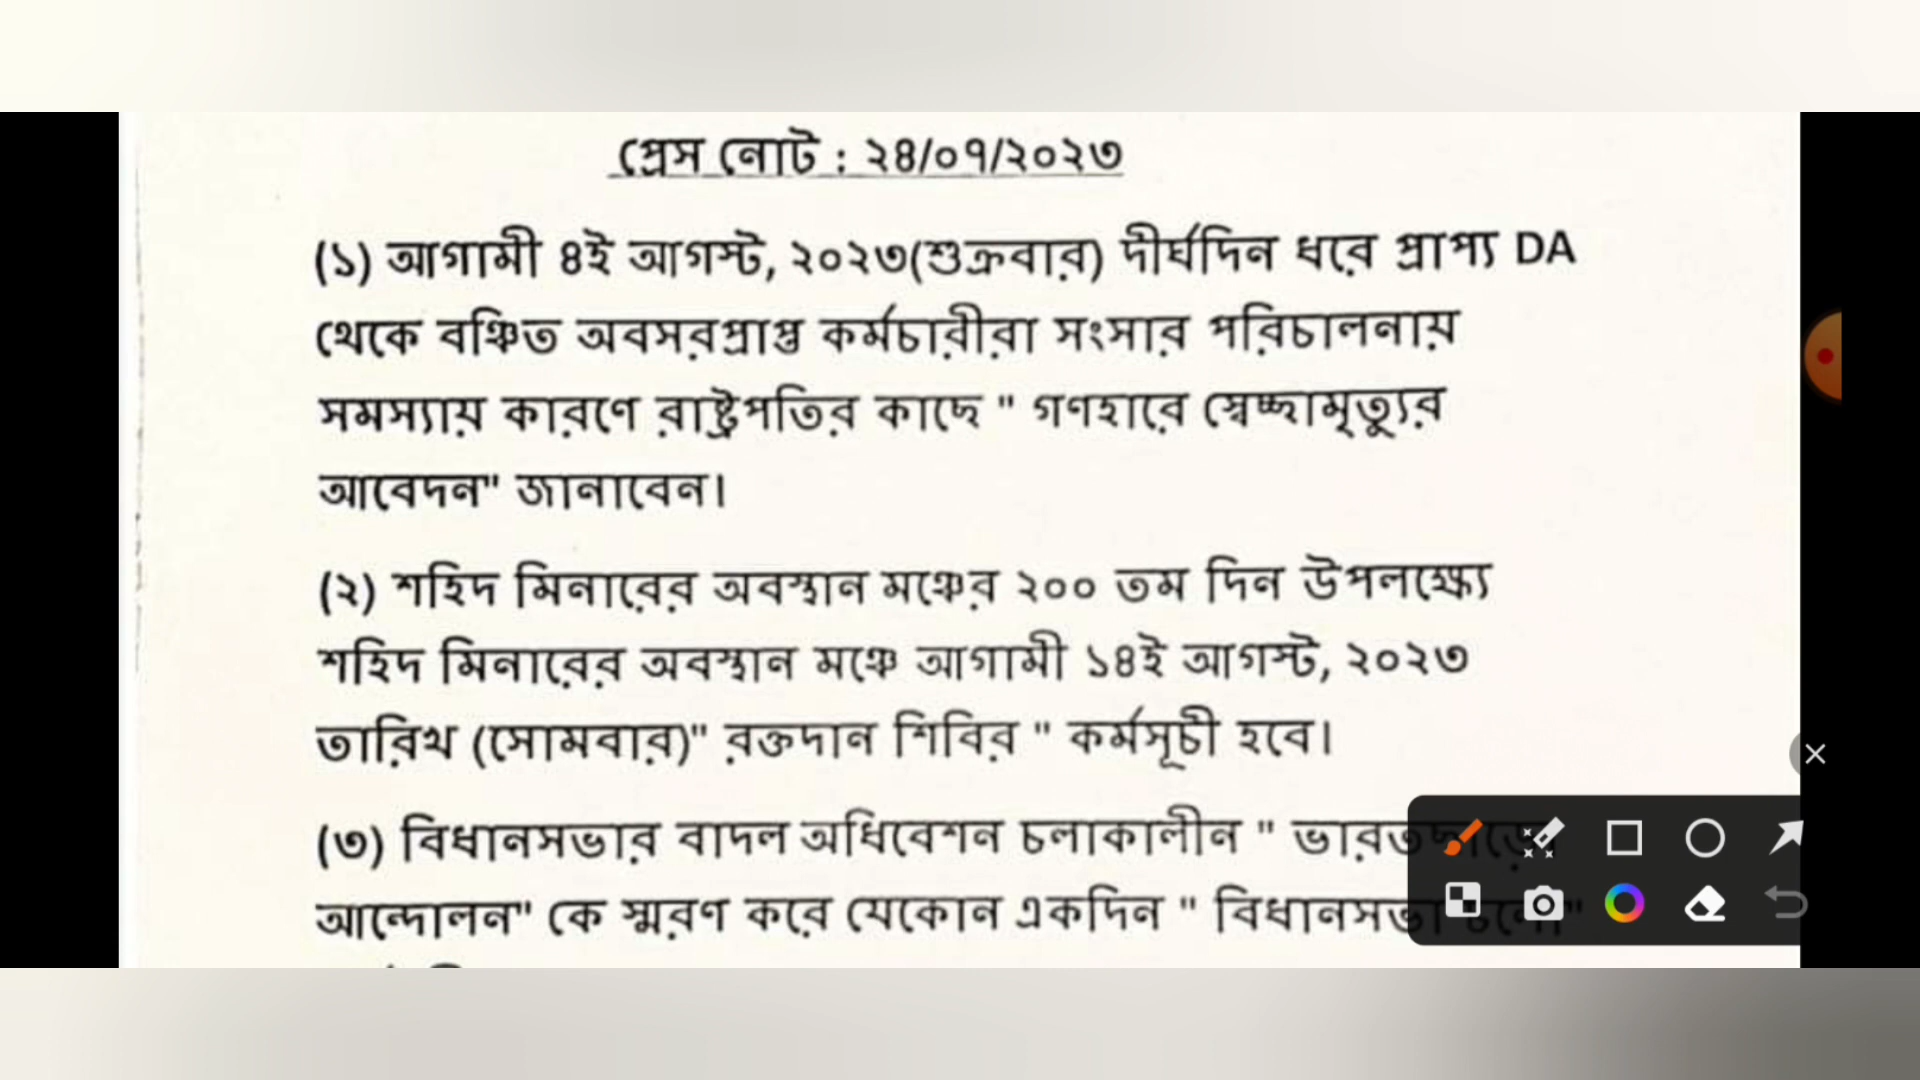 প্রেস নোট : ২৪/০৭/২০২৩
(১) আগামী ৪ই আগস্ট, ২০২৩(শুক্রবার) দীর্ঘদিন ধরে প্রাপ্য DA
থেকে বঞ্চিত অবসরপ্রাপ্ত কর্মচারীরা সংসার পরিচালনায়
সমস্যায় কারণে রাষ্ট্রপতির কাছে " গণহারে স্বেচ্ছামৃত্যুর
আবেদন" জানাবেন।
(২) শহিদ মিনারের অবস্থান মঞ্চের ২০০ তম দিন উপলক্ষ্যে
শহিদ মিনারের অবস্থান মঞ্চে আগামী ১৪ই আগস্ট, ২০২৩
তারিখ (সোমবার)" রক্তদান শিবির " কর্মসূচী হবে।
(৩) বিধানসভার বাদল অধিবেশন চলাকালীন " ভারত ছাড়ো
আন্দোলন" কে স্মরণ করে যেকোন একদিন " বিধানসভা চলো"